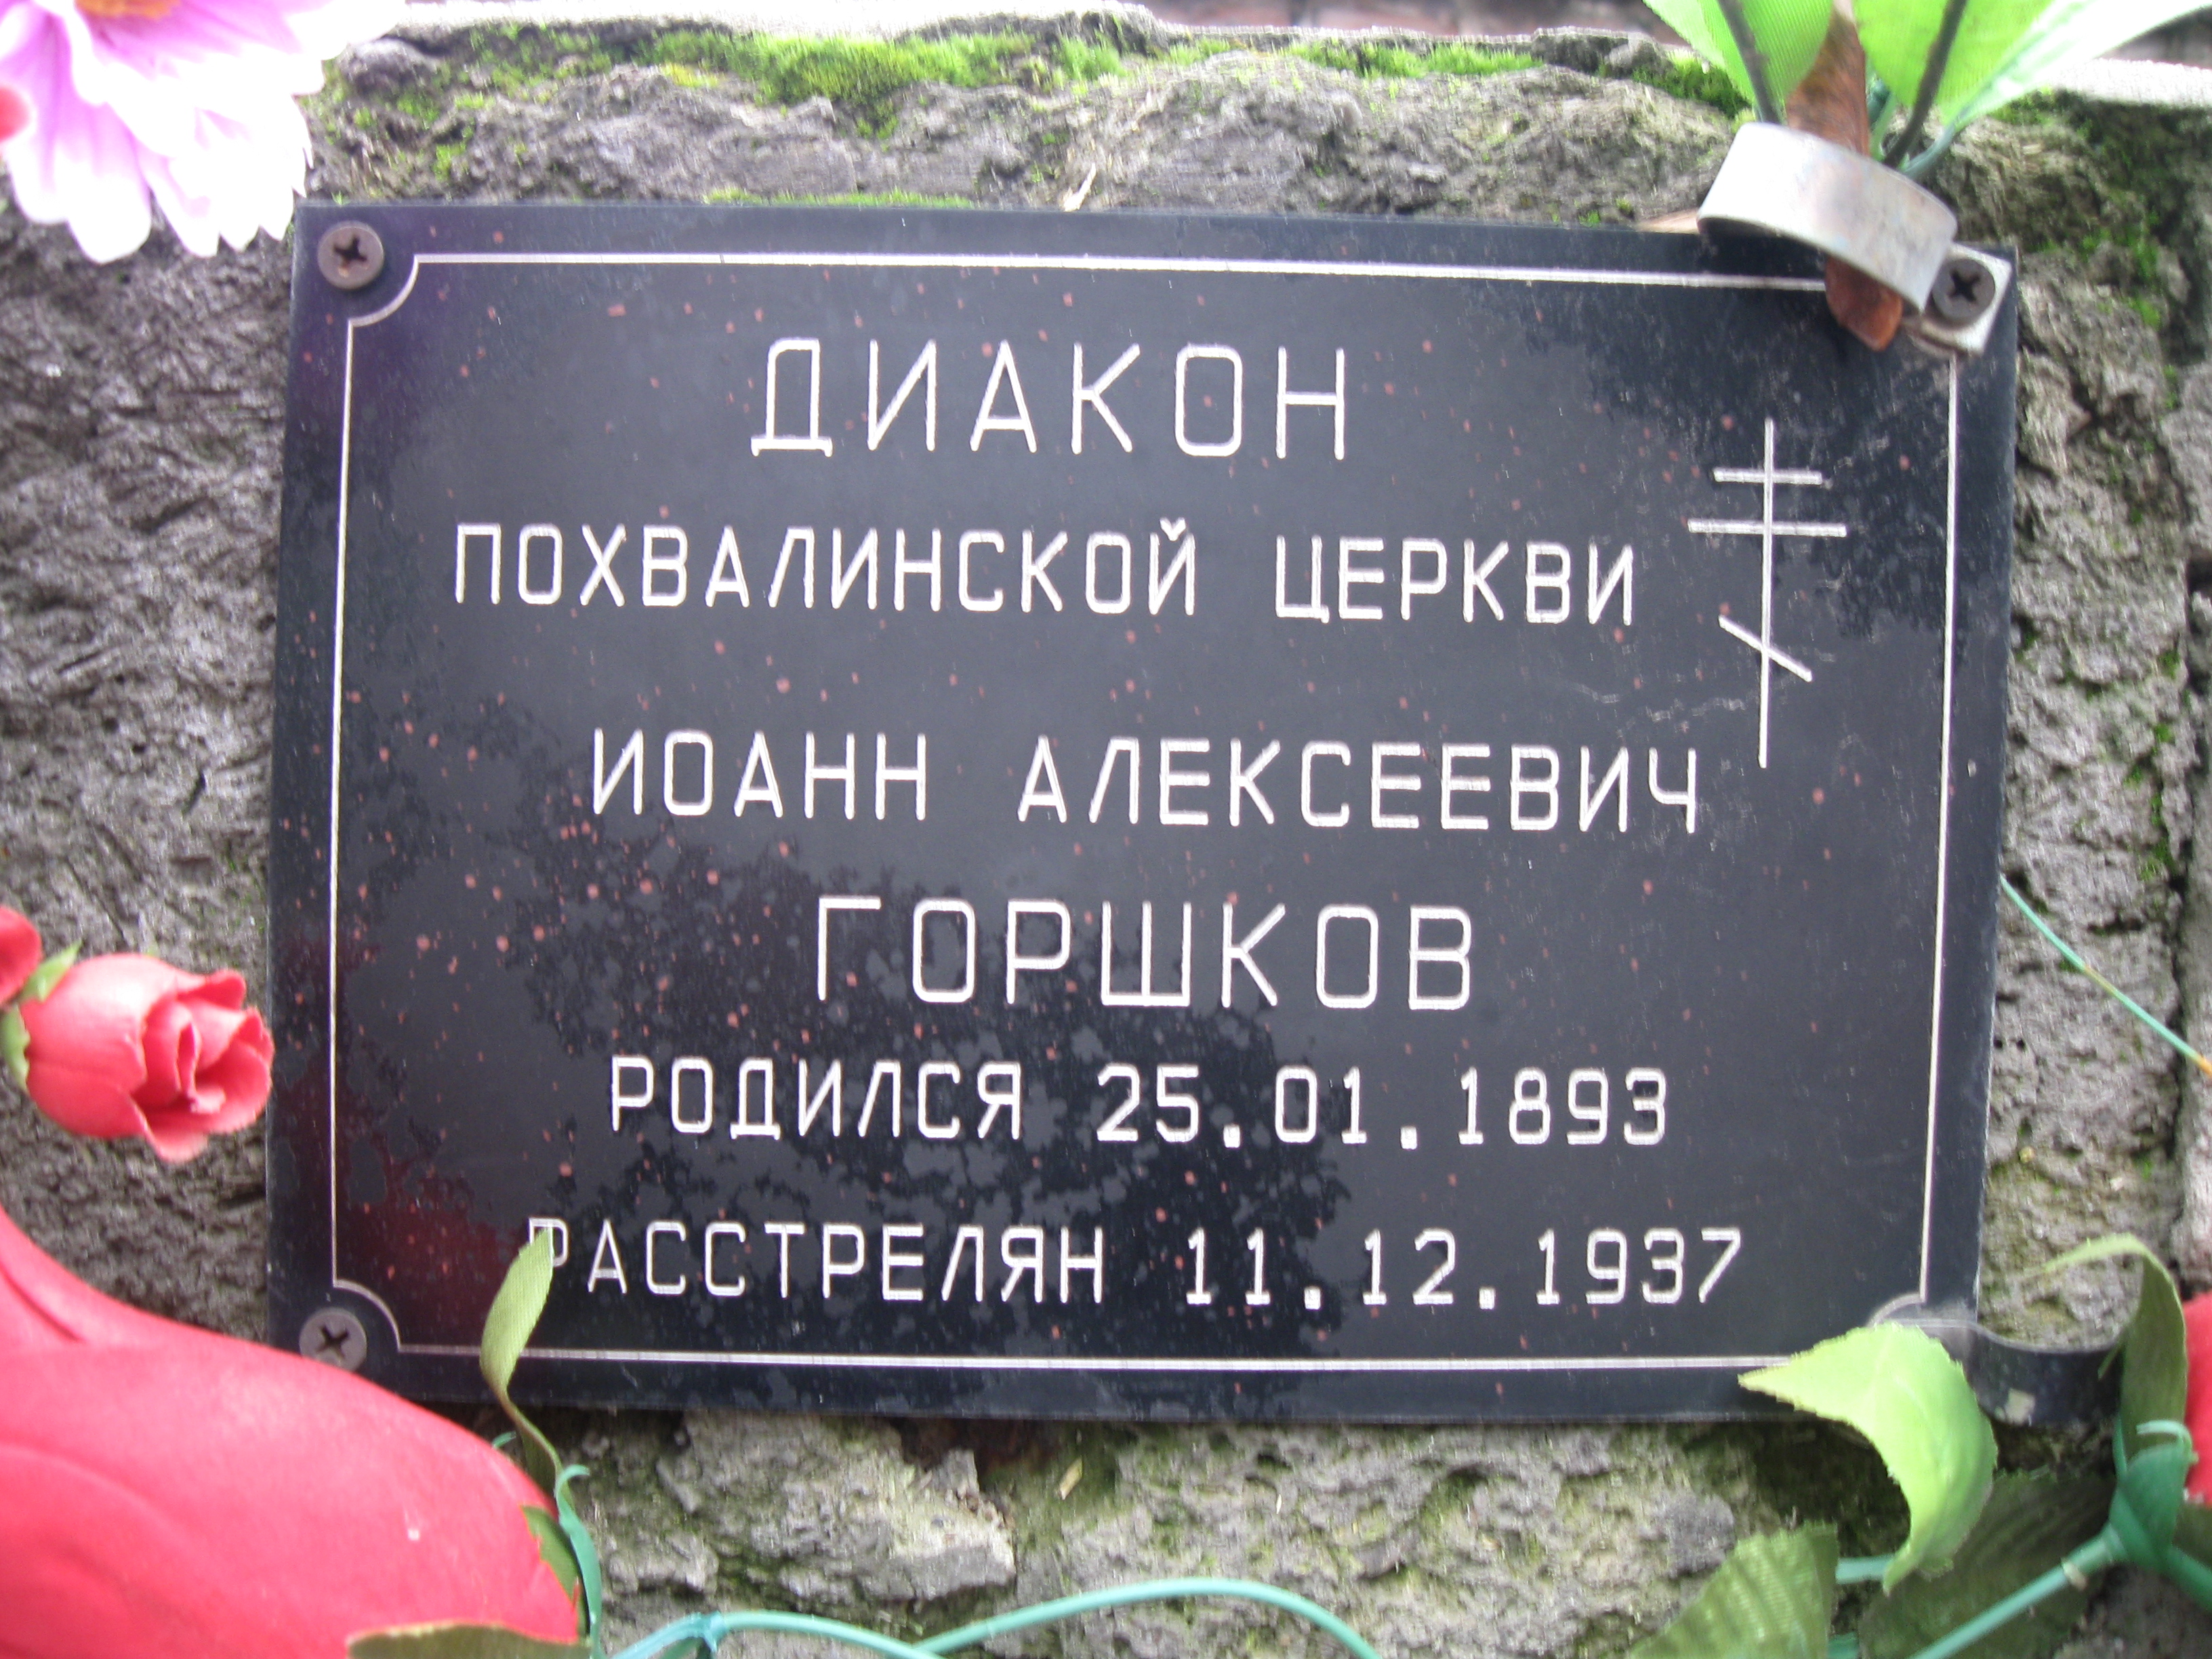 ДИАКОН
ПОХВАЛИНСКОЙ ЦЕРКВИ
ИОАНН АЛЕКСЕЕВИЧ
ГОРШКОВ
РОДИЛСЯ 25.01.1893
РАССТРЕЛЯН 11.12.1937